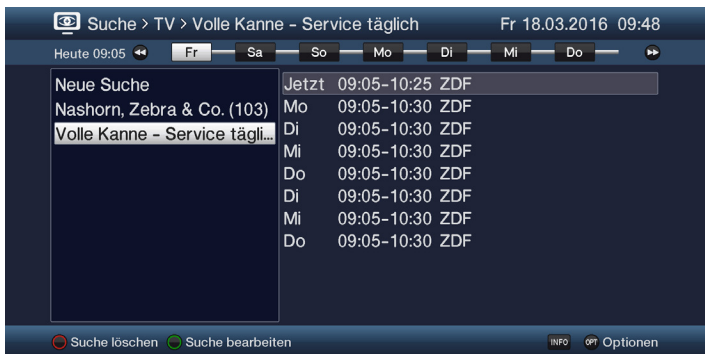 Suche > TV > Volle Kanne - Service täglich Fr 18.03.2016 09:48
Heute 09:05 Fr Sa So Mo Di Mi Do
Neue Suche
Nashorn, Zebra & Co. (103)
Volle Kanne - Service tägli...
Jetzt 09:05-10:25 ZDF
Mo 09:05-10:30 ZDF
Di 09:05-10:30 ZDF
Mi 09:05-10:30 ZDF
Do 09:05-10:30 ZDF
Di 09:05-10:30 ZDF
Mi 09:05-10:30 ZDF
Do 09:05-10:30 ZDF
Suche löschen Suche bearbeiten INFO OPT Optionen